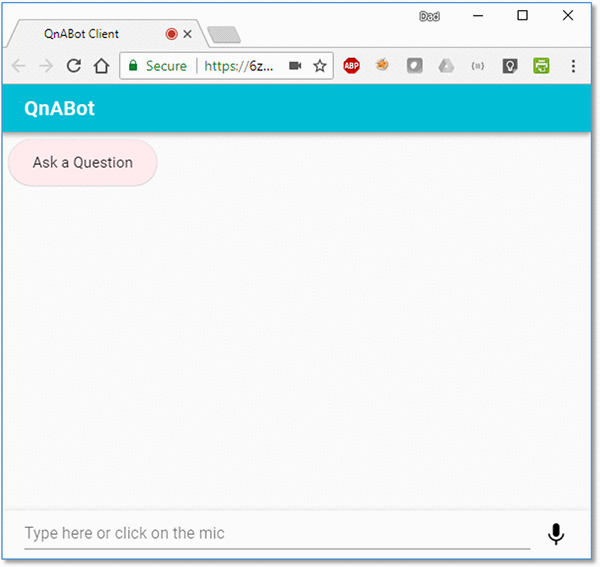 Dad
QnABot Client
Secure
https://6z...
ABP
QnABot
Ask a Question
Type here or click on the mic